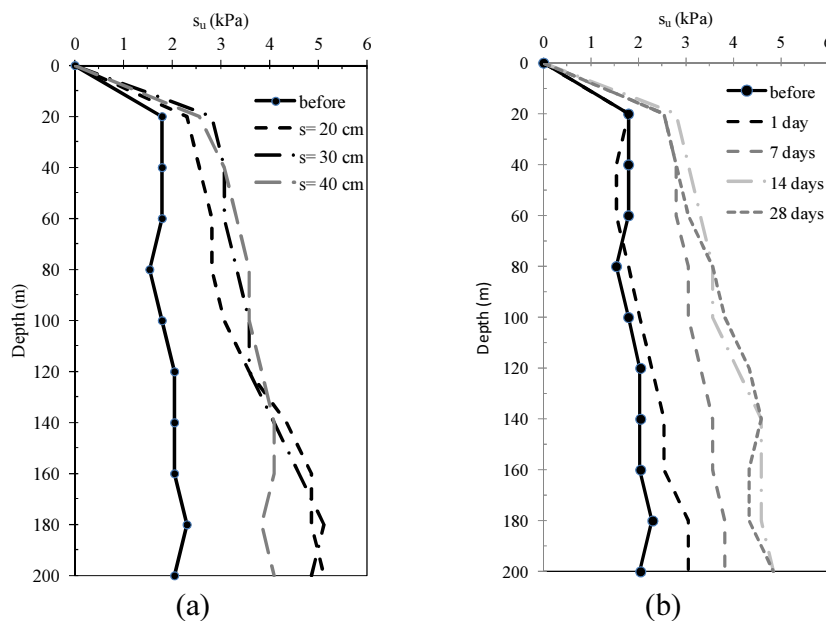 s_u (kPa)
0 1 2 3 4 5 6
Depth (m)
0
20
40
60
80
100
120
140
160
180
200
before
s= 20 cm
s= 30 cm
s= 40 cm
(a)
s_u (kPa)
0 1 2 3 4 5 6
Depth (m)
0
20
40
60
80
100
120
140
160
180
200
before
1 day
7 days
14 days
28 days
(b)